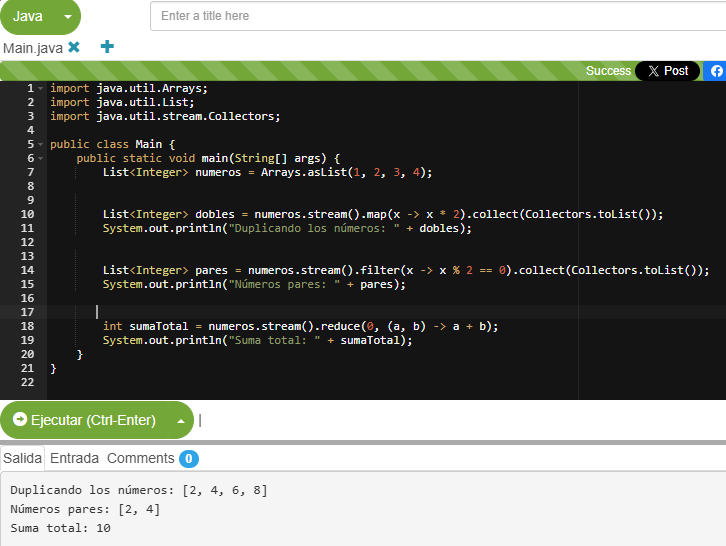 Java
Enter a title here
Main.java
Success
X Post
1 import java.util.Arrays;
2 import java.util.List;
3 import java.util.stream.Collectors;
4
5 public class Main {
6 public static void main(String[] args) {
7 List<Integer> numeros = Arrays.asList(1, 2, 3, 4);
8
9
10 List<Integer> dobles = numeros.stream().map(x -> x * 2).collect(Collectors.toList());
11 System.out.println("Duplicando los números: " + dobles);
12
13
14 List<Integer> pares = numeros.stream().filter(x -> x % 2 == 0).collect(Collectors.toList());
15 System.out.println("Números pares: " + pares);
16
17
18 int sumaTotal = numeros.stream().reduce(0, (a, b) -> a + b);
19 System.out.println("Suma total: " + sumaTotal);
20 }
21 }
22
Ejecutar (Ctrl-Enter)
Salida Entrada Comments 0
Duplicando los números: [2, 4, 6, 8]
Números pares: [2, 4]
Suma total: 10